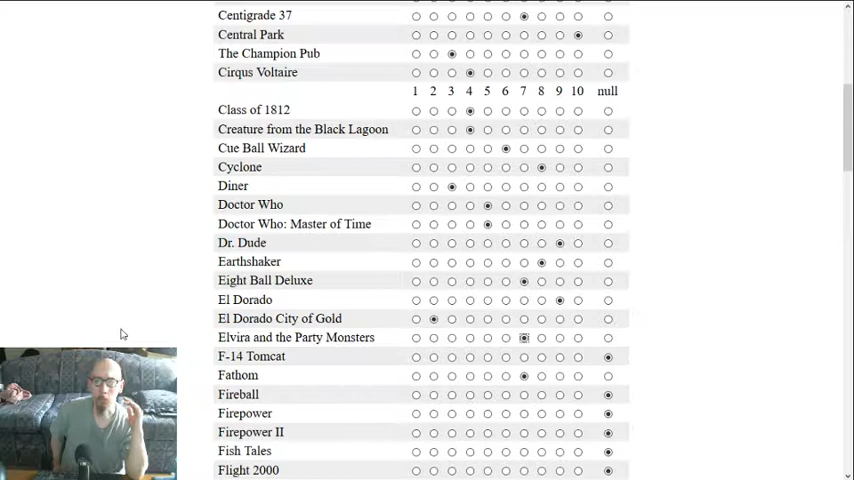 Centigrade 37
Central Park
The Champion Pub
Cirqus Voltaire
1 2 3 4 5 6 7 8 9 10 null
Class of 1812
Creature from the Black Lagoon
Cue Ball Wizard
Cyclone
Diner
Doctor Who
Doctor Who: Master of Time
Dr. Dude
Earthshaker
Eight Ball Deluxe
El Dorado
El Dorado City of Gold
Elvira and the Party Monsters
F-14 Tomcat
Fathom
Fireball
Firepower
Firepower II
Fish Tales
Flight 2000